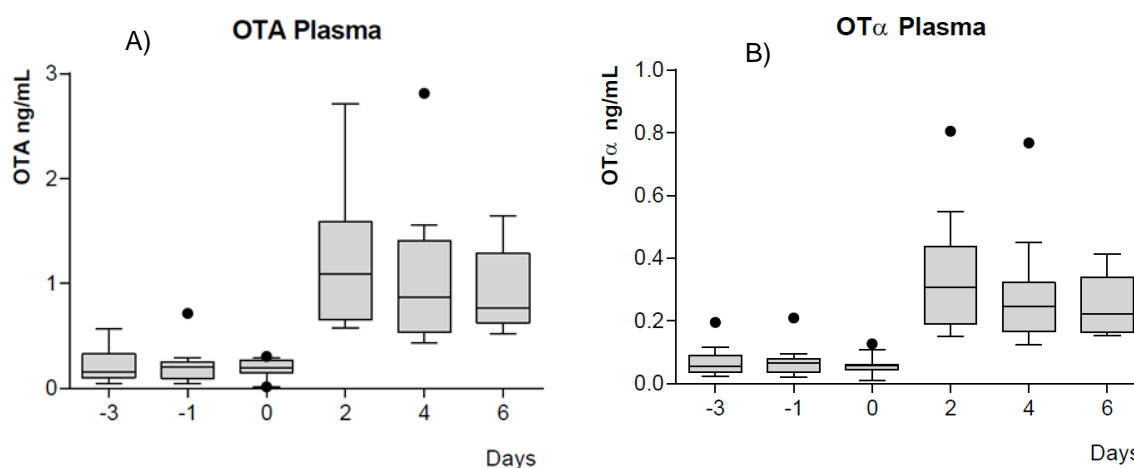 A)
OTA Plasma
OTA ng/mL
3
2
1
0
-3 -1 0 2 4 6
Days
B)
OTα Plasma
OTα ng/mL
1.0
0.8
0.6
0.4
0.2
0.0
-3 -1 0 2 4 6
Days